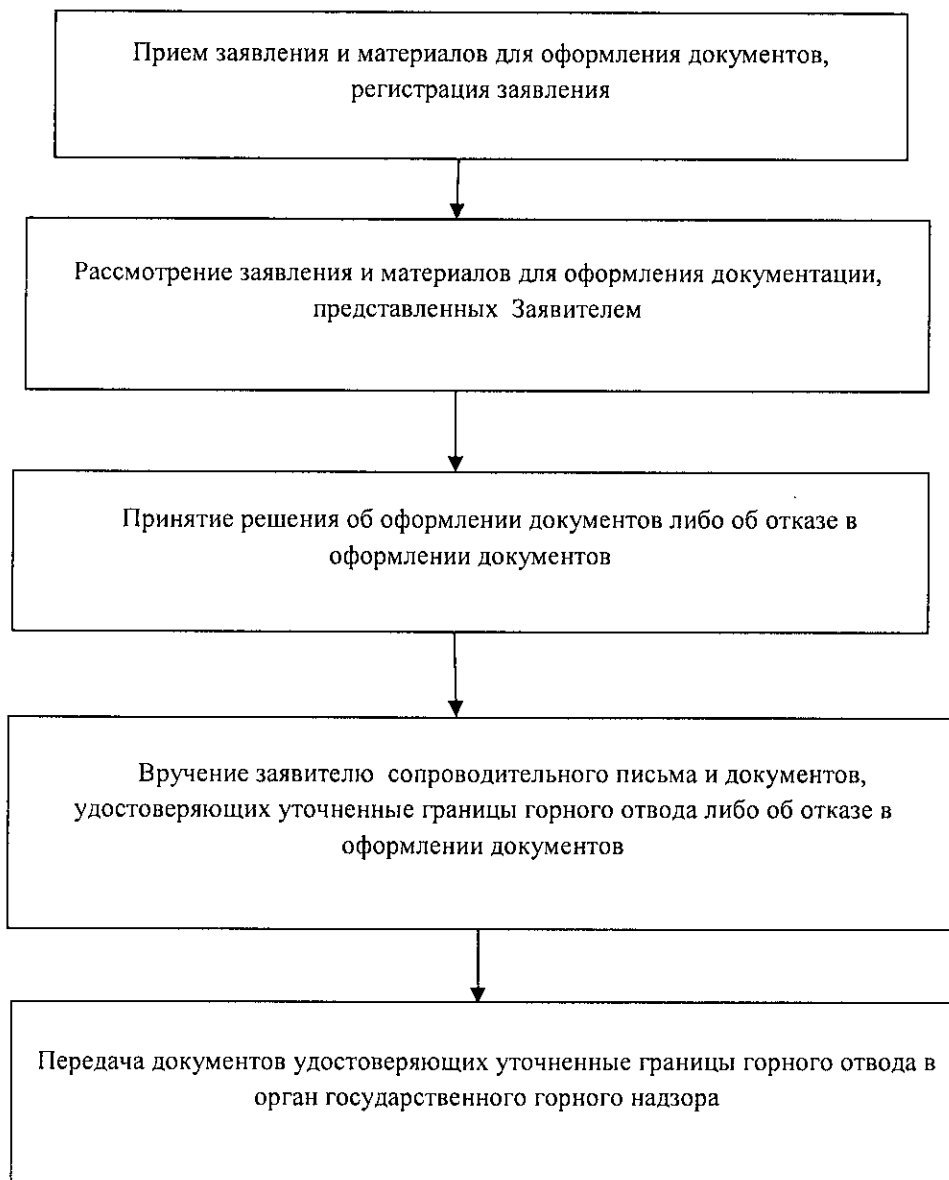 Прием заявления и материалов для оформления документов,
регистрация заявления
Рассмотрение заявления и материалов для оформления документации,
представленных Заявителем
Принятие решения об оформлении документов либо об отказе в
оформлении документов
Вручение заявителю сопроводительного письма и документов,
удостоверяющих уточненные границы горного отвода либо об отказе в
оформлении документов
Передача документов удостоверяющих уточненные границы горного отвода в
орган государственного горного надзора